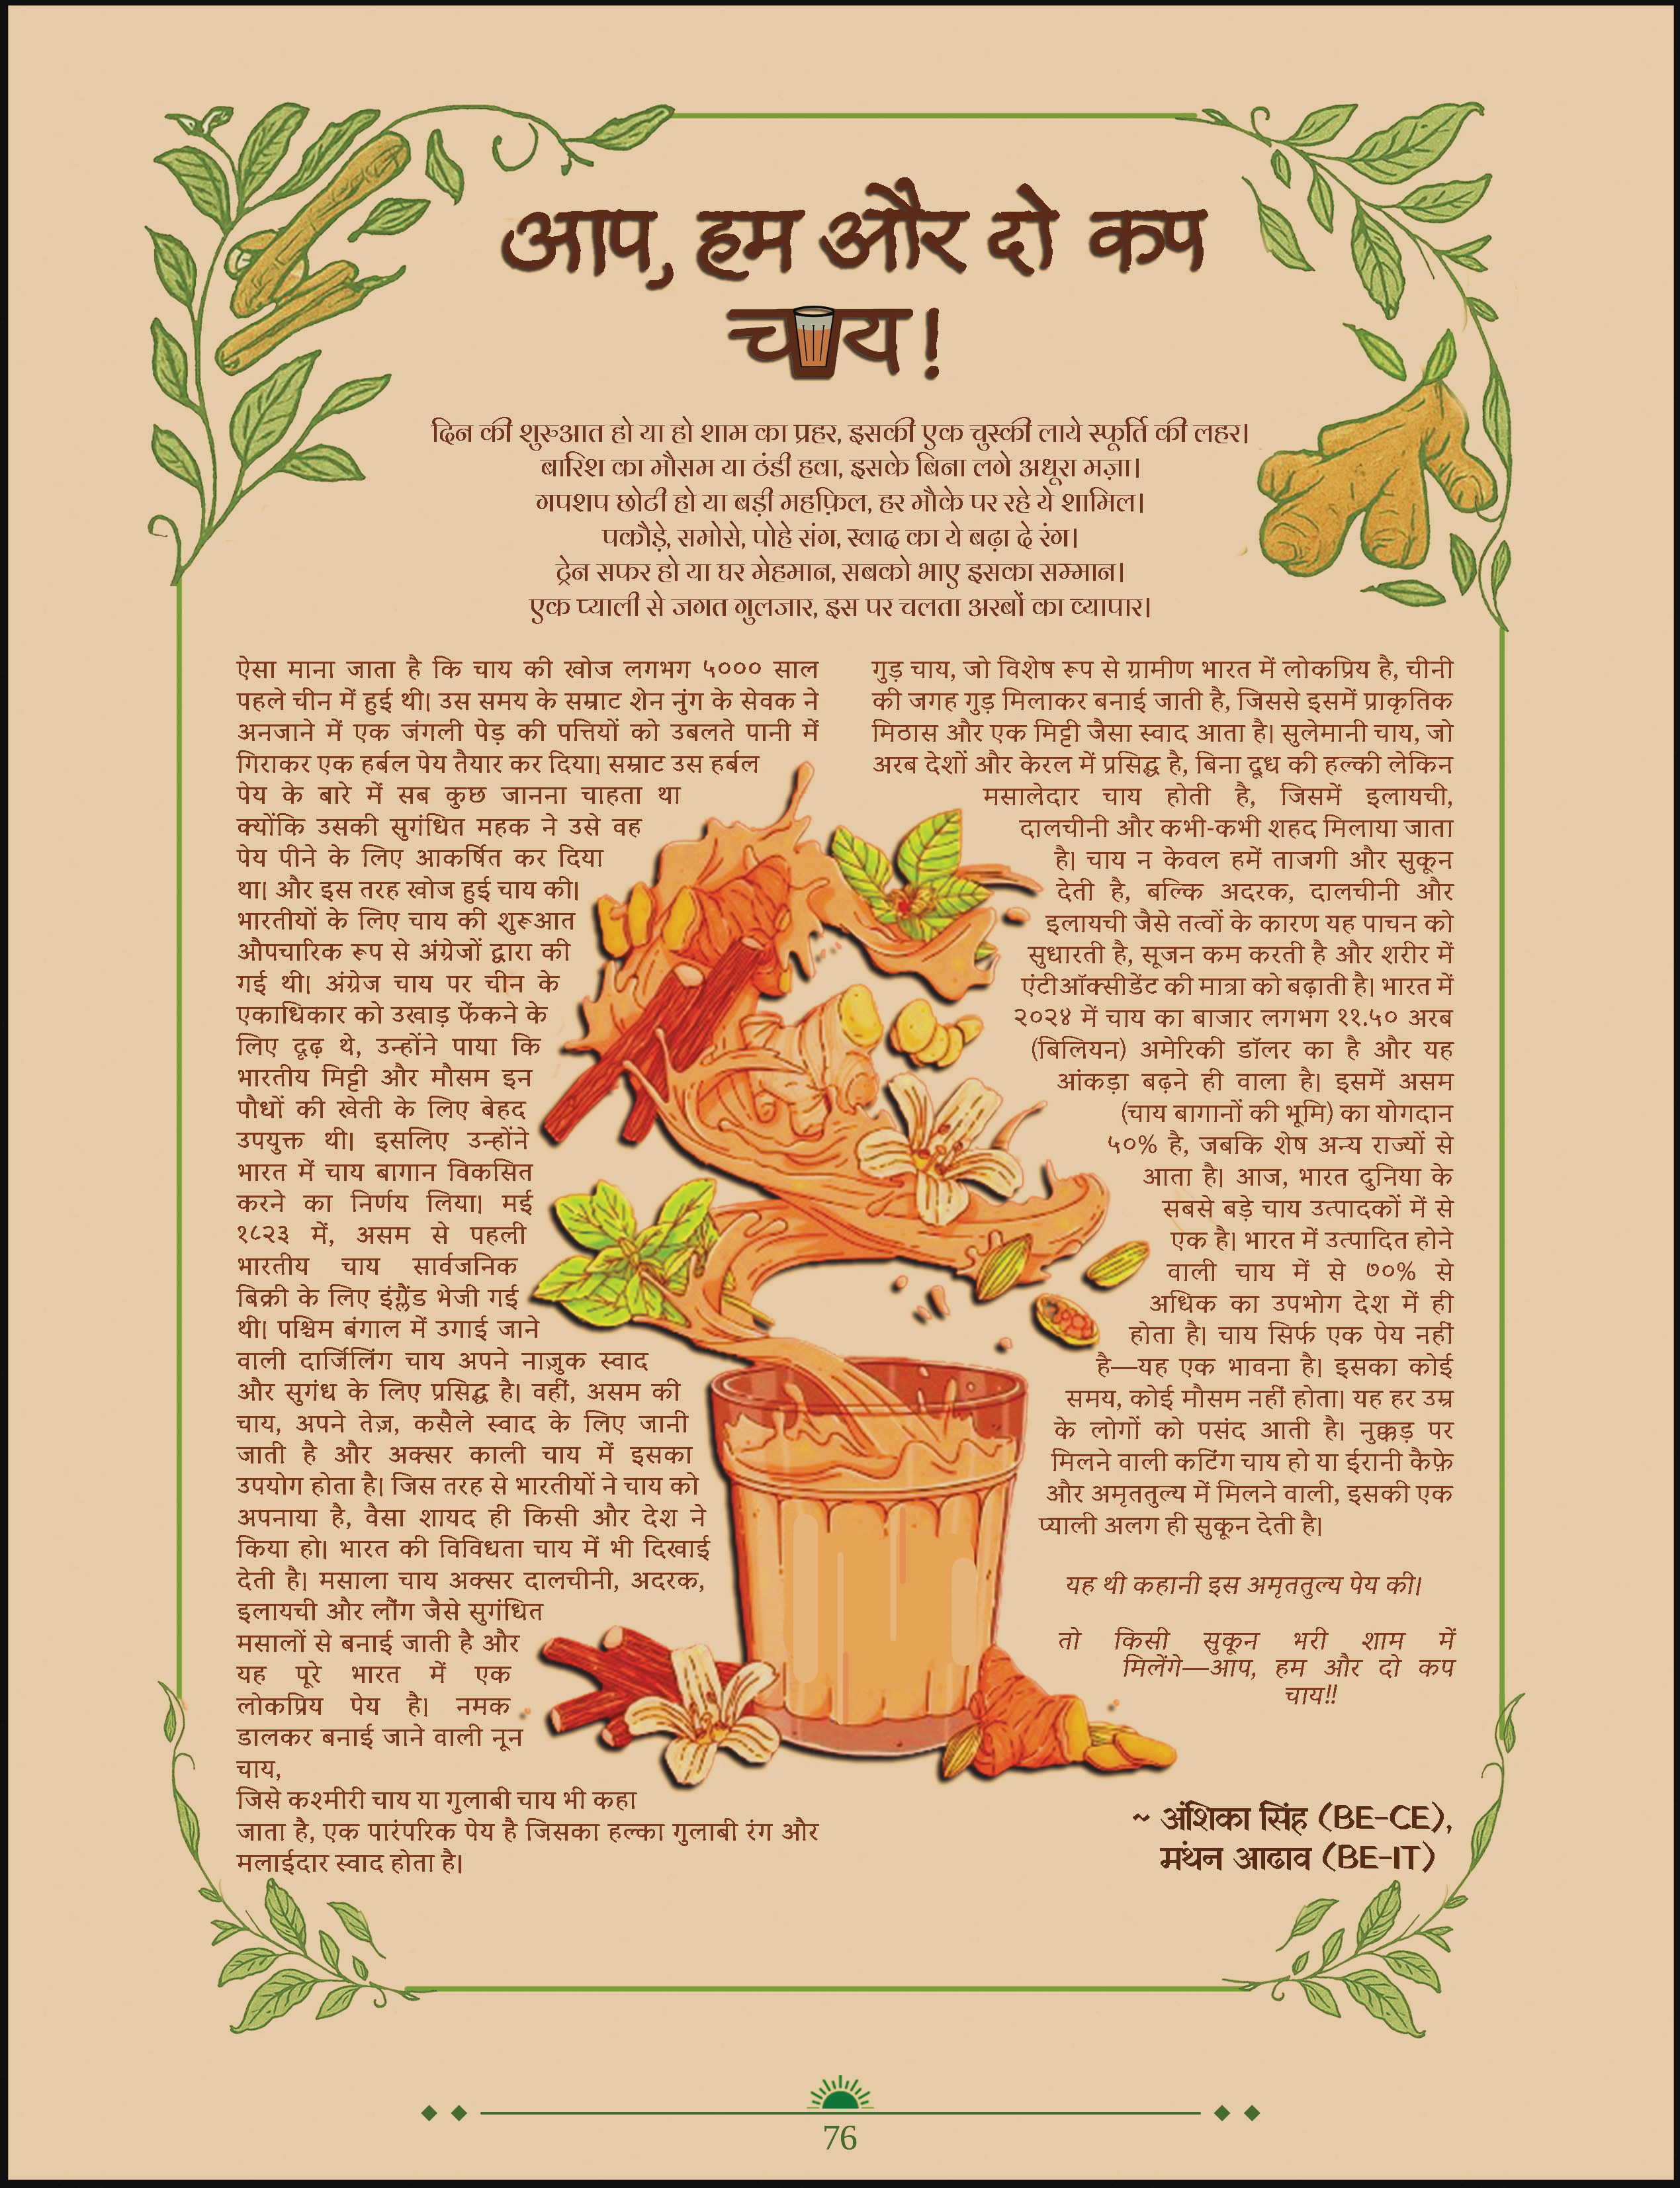 आप, हम और दो कप
चाय!
दिन की शुरुआत हो या हो शाम का प्रहर, इसकी एक चुस्की लाये स्फूर्ति की लहर।
बारिश का मौसम या ठंडी हवा, इसके बिना लगे अधूरा मज़ा।
गपशप छोटी हो या बड़ी महफ़िल, हर मौके पर रहे ये शामिल।
पकौड़े, समोसे, पोहे संग, स्वाद का ये बढ़ा दे रंग।
ट्रेन सफर हो या घर मेहमान, सबको भाए इसका सम्मान।
एक प्याली से जगत गुलजार, इस पर चलता अरबों का व्यापार।
ऐसा माना जाता है कि चाय की खोज लगभग ५००० साल
पहले चीन में हुई थी। उस समय के सम्राट शेन नुंग के सेवक ने
अनजाने में एक जंगली पेड़ की पत्तियों को उबलते पानी में
गिराकर एक हर्बल पेय तैयार कर दिया। सम्राट उस हर्बल
पेय के बारे में सब कुछ जानना चाहता था
क्योंकि उसकी सुगंधित महक ने उसे वह
पेय पीने के लिए आकर्षित कर दिया
था। और इस तरह खोज हुई चाय की।
भारतीयों के लिए चाय की शुरूआत
औपचारिक रूप से अंग्रेजों द्वारा की
गई थी। अंग्रेज चाय पर चीन के
एकाधिकार को उखाड़ फेंकने के
लिए दृढ़ थे, उन्होंने पाया कि
भारतीय मिट्टी और मौसम इन
पौधों की खेती के लिए बेहद
उपयुक्त थी। इसलिए उन्होंने
भारत में चाय बागान विकसित
करने का निर्णय लिया। मई
१८२३ में, असम से पहली
भारतीय चाय सार्वजनिक
बिक्री के लिए इंग्लैंड भेजी गई
थी। पश्चिम बंगाल में उगाई जाने
वाली दार्जिलिंग चाय अपने नाज़ुक स्वाद
और सुगंध के लिए प्रसिद्ध है। वहीं, असम की
चाय, अपने तेज़, कसैले स्वाद के लिए जानी
जाती है और अक्सर काली चाय में इसका
उपयोग होता है। जिस तरह से भारतीयों ने चाय को
अपनाया है, वैसा शायद ही किसी और देश ने
किया हो। भारत की विविधता चाय में भी दिखाई
देती है। मसाला चाय अक्सर दालचीनी, अदरक,
इलायची और लौंग जैसे सुगंधित
मसालों से बनाई जाती है और
यह पूरे भारत में एक
लोकप्रिय पेय है। नमक
डालकर बनाई जाने वाली नून
चाय,
जिसे कश्मीरी चाय या गुलाबी चाय भी कहा
जाता है, एक पारंपरिक पेय है जिसका हल्का गुलाबी रंग और
मलाईदार स्वाद होता है।
गुड़ चाय, जो विशेष रूप से ग्रामीण भारत में लोकप्रिय है, चीनी
की जगह गुड़ मिलाकर बनाई जाती है, जिससे इसमें प्राकृतिक
मिठास और एक मिट्टी जैसा स्वाद आता है। सुलेमानी चाय, जो
अरब देशों और केरल में प्रसिद्ध है, बिना दूध की हल्की लेकिन
मसालेदार चाय होती है, जिसमें इलायची,
दालचीनी और कभी-कभी शहद मिलाया जाता
है। चाय न केवल हमें ताजगी और सुकून
देती है, बल्कि अदरक, दालचीनी और
इलायची जैसे तत्वों के कारण यह पाचन को
सुधारती है, सूजन कम करती है और शरीर में
एंटीऑक्सीडेंट की मात्रा को बढ़ाती है। भारत में
२०२४ में चाय का बाजार लगभग ११.५० अरब
(बिलियन) अमेरिकी डॉलर का है और यह
आंकड़ा बढ़ने ही वाला है। इसमें असम
(चाय बागानों की भूमि) का योगदान
५०% है, जबकि शेष अन्य राज्यों से
आता है। आज, भारत दुनिया के
सबसे बड़े चाय उत्पादकों में से
एक है। भारत में उत्पादित होने
वाली चाय में से ७०% से
अधिक का उपभोग देश में ही
होता है। चाय सिर्फ एक पेय नहीं
है—यह एक भावना है। इसका कोई
समय, कोई मौसम नहीं होता। यह हर उम्र
के लोगों को पसंद आती है। नुक्कड़ पर
मिलने वाली कटिंग चाय हो या ईरानी कैफ़े
और अमृततुल्य में मिलने वाली, इसकी एक
प्याली अलग ही सुकून देती है।
यह थी कहानी इस अमृततुल्य पेय की।
तो किसी सुकून भरी शाम में
मिलेंगे—आप, हम और दो कप
चाय!!
~ अंशिका सिंह (BE-CE),
मंथन आढाव (BE-IT)
76